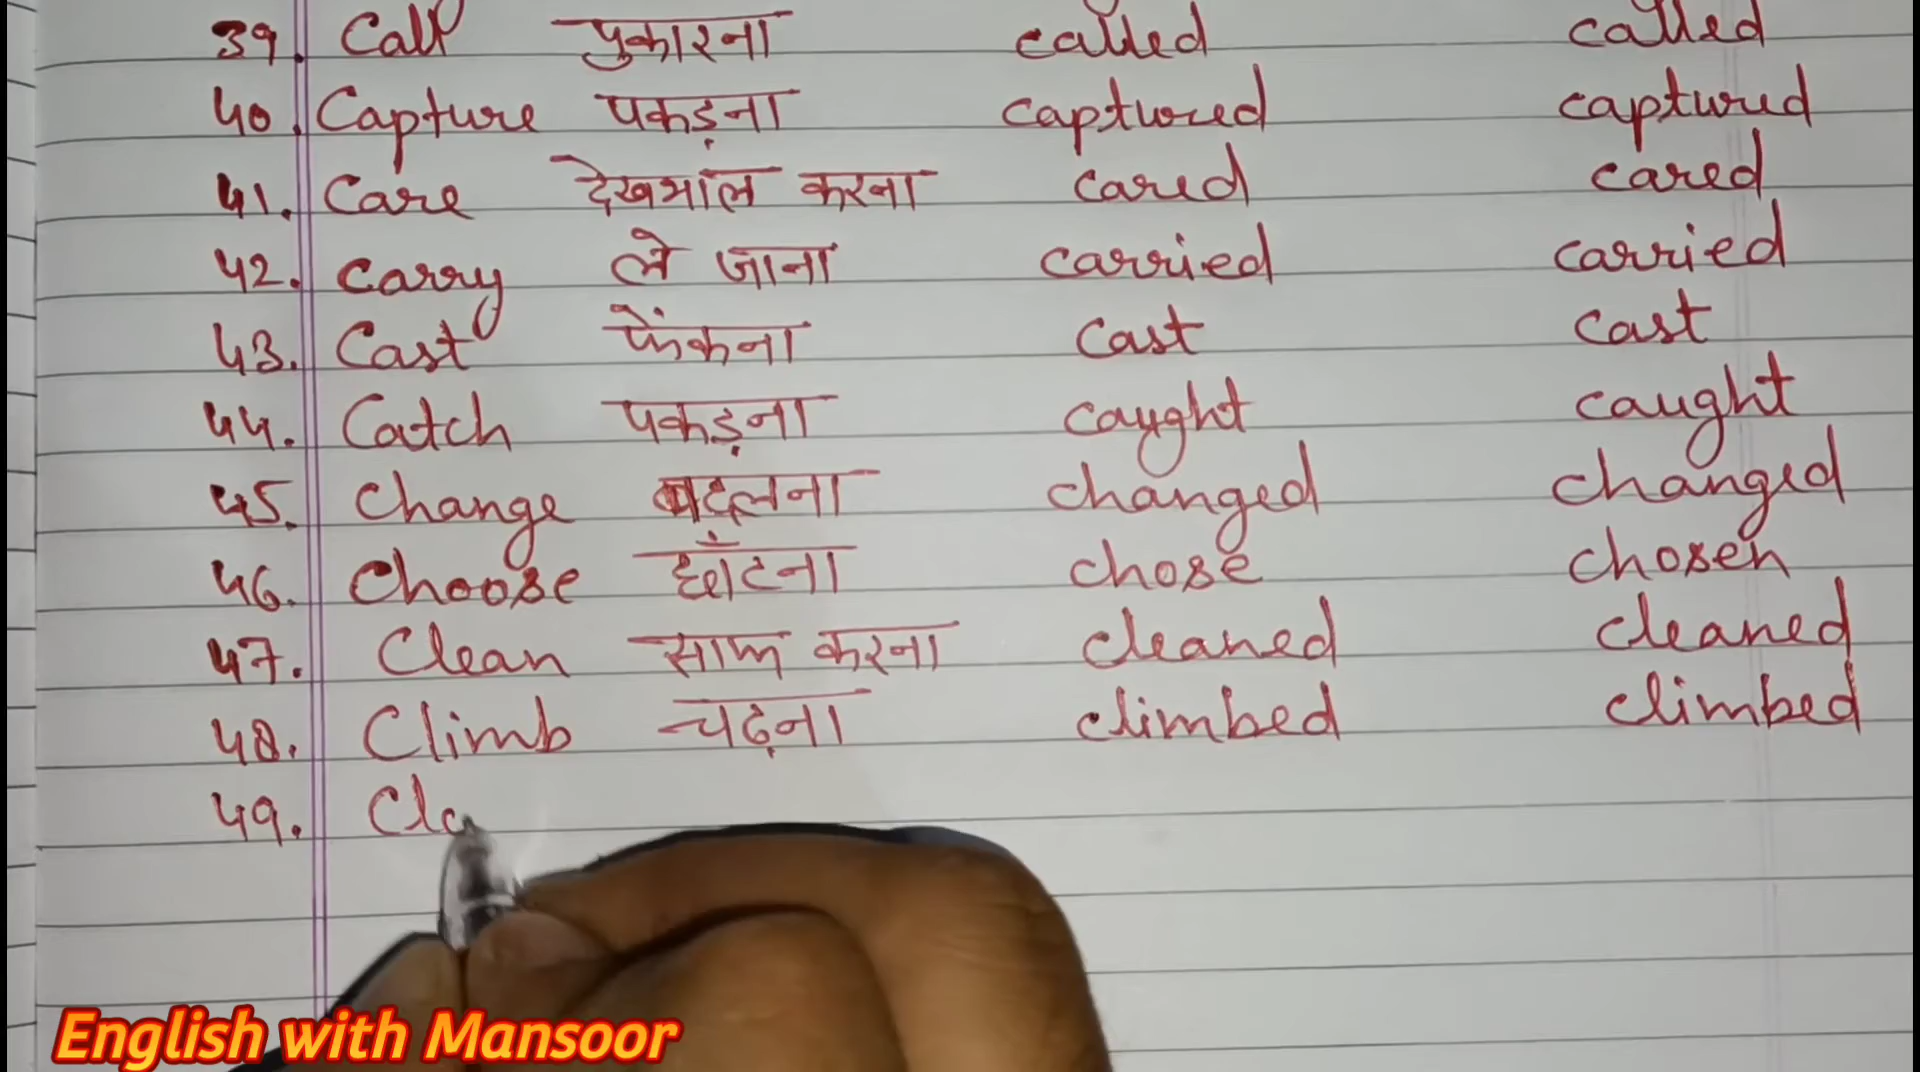 39. Call पुकारना called called
40. Capture पकड़ना captured captured
41. Care देखभाल करना cared cared
42. Carry ले जाना carried carried
43. Cast फेंकना cast cast
44. Catch पकड़ना caught caught
45. Change बदलना changed changed
46. Choose छाँटना chose chosen
47. Clean साफ करना cleaned cleaned
48. Climb चढ़ना climbed climbed
49. Clo
English with Mansoor